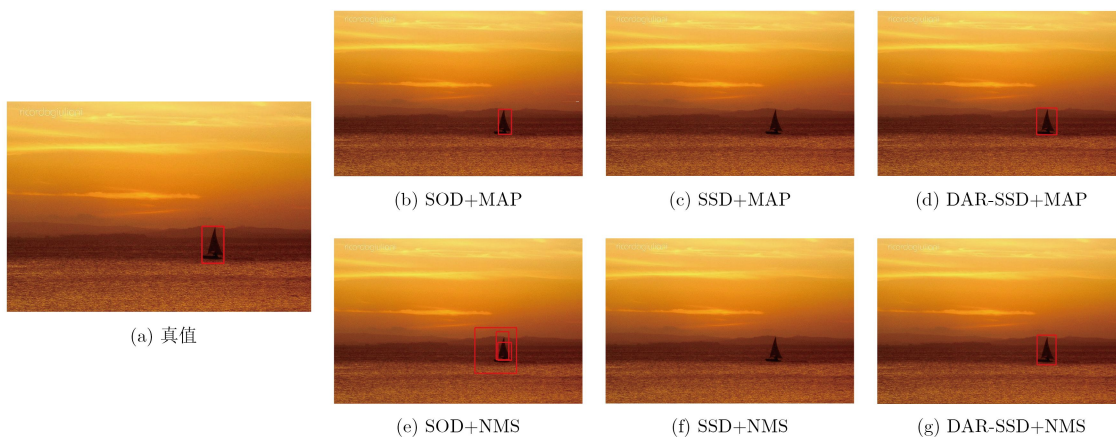 (a) 真值
(b) SOD+MAP
(c) SSD+MAP
(d) DAR-SSD+MAP
(e) SOD+NMS
(f) SSD+NMS
(g) DAR-SSD+NMS